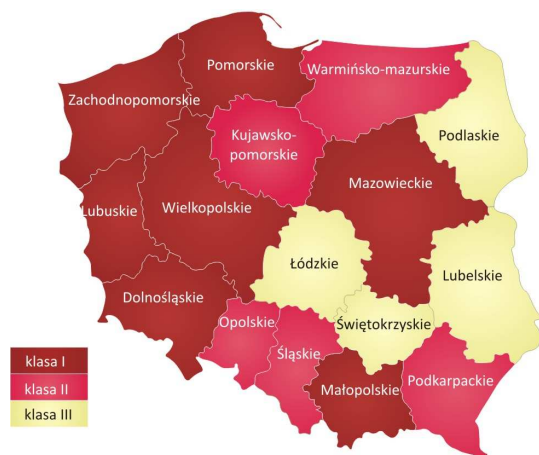 Pomorskie
Warmińsko-mazurskie
Zachodnopomorskie
Podlaskie
Kujawsko-
pomorskie
Mazowieckie
Lubuskie
Wielkopolskie
Łódzkie
Lubelskie
Dolnośląskie
Opolskie
Świętokrzyskie
Śląskie
klasa I
Małopolskie
Podkarpackie
klasa II
klasa III